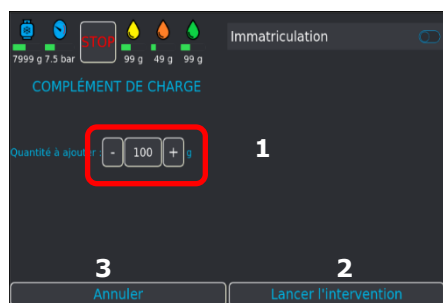 STOP
Immatriculation
7999 g 7.5 bar 99 g 49 g 99 g
COMPLÉMENT DE CHARGE
Quantité à ajouter : - 100 + g
1
3
2
Annuler
Lancer l'intervention